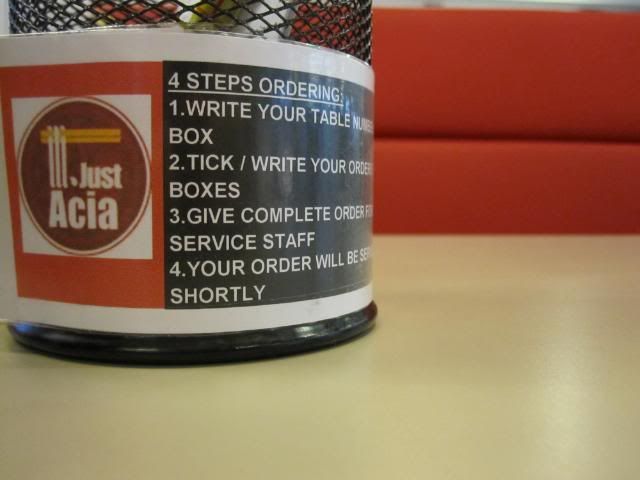 Just
Acia
4 STEPS ORDERING:
1.WRITE YOUR TABLE
BOX
2.TICK / WRITE YOUR
BOXES
3.GIVE COMPLETE ORDER
SERVICE STAFF
4.YOUR ORDER WILL BE
SHORTLY